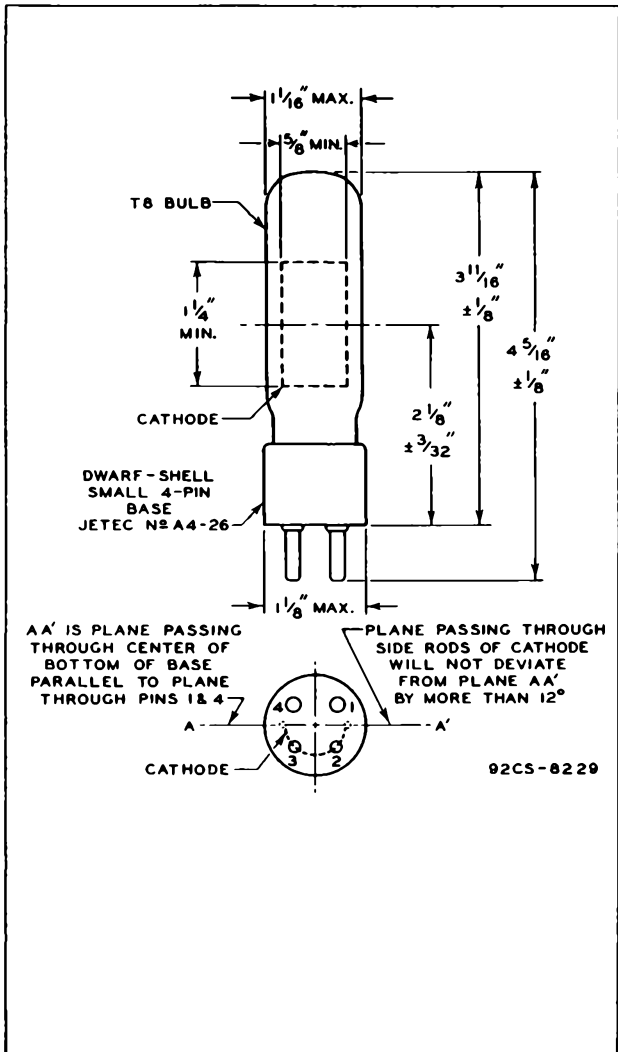 1 1/16" MAX.
5/8" MIN.
T8 BULB
1 1/4"
MIN.
3 11/16"
±1/8"
4 5/16"
±1/8"
CATHODE
2 1/8"
±3/32"
DWARF-SHELL
SMALL 4-PIN
BASE
JETEC Nº A4-26
1 1/8" MAX.
AA' IS PLANE PASSING
THROUGH CENTER OF
BOTTOM OF BASE
PARALLEL TO PLANE
THROUGH PINS 1 & 4
PLANE PASSING THROUGH
SIDE RODS OF CATHODE
WILL NOT DEVIATE
FROM PLANE AA'
BY MORE THAN 12°
4 1
A A'
3 2
CATHODE
92CS-8229